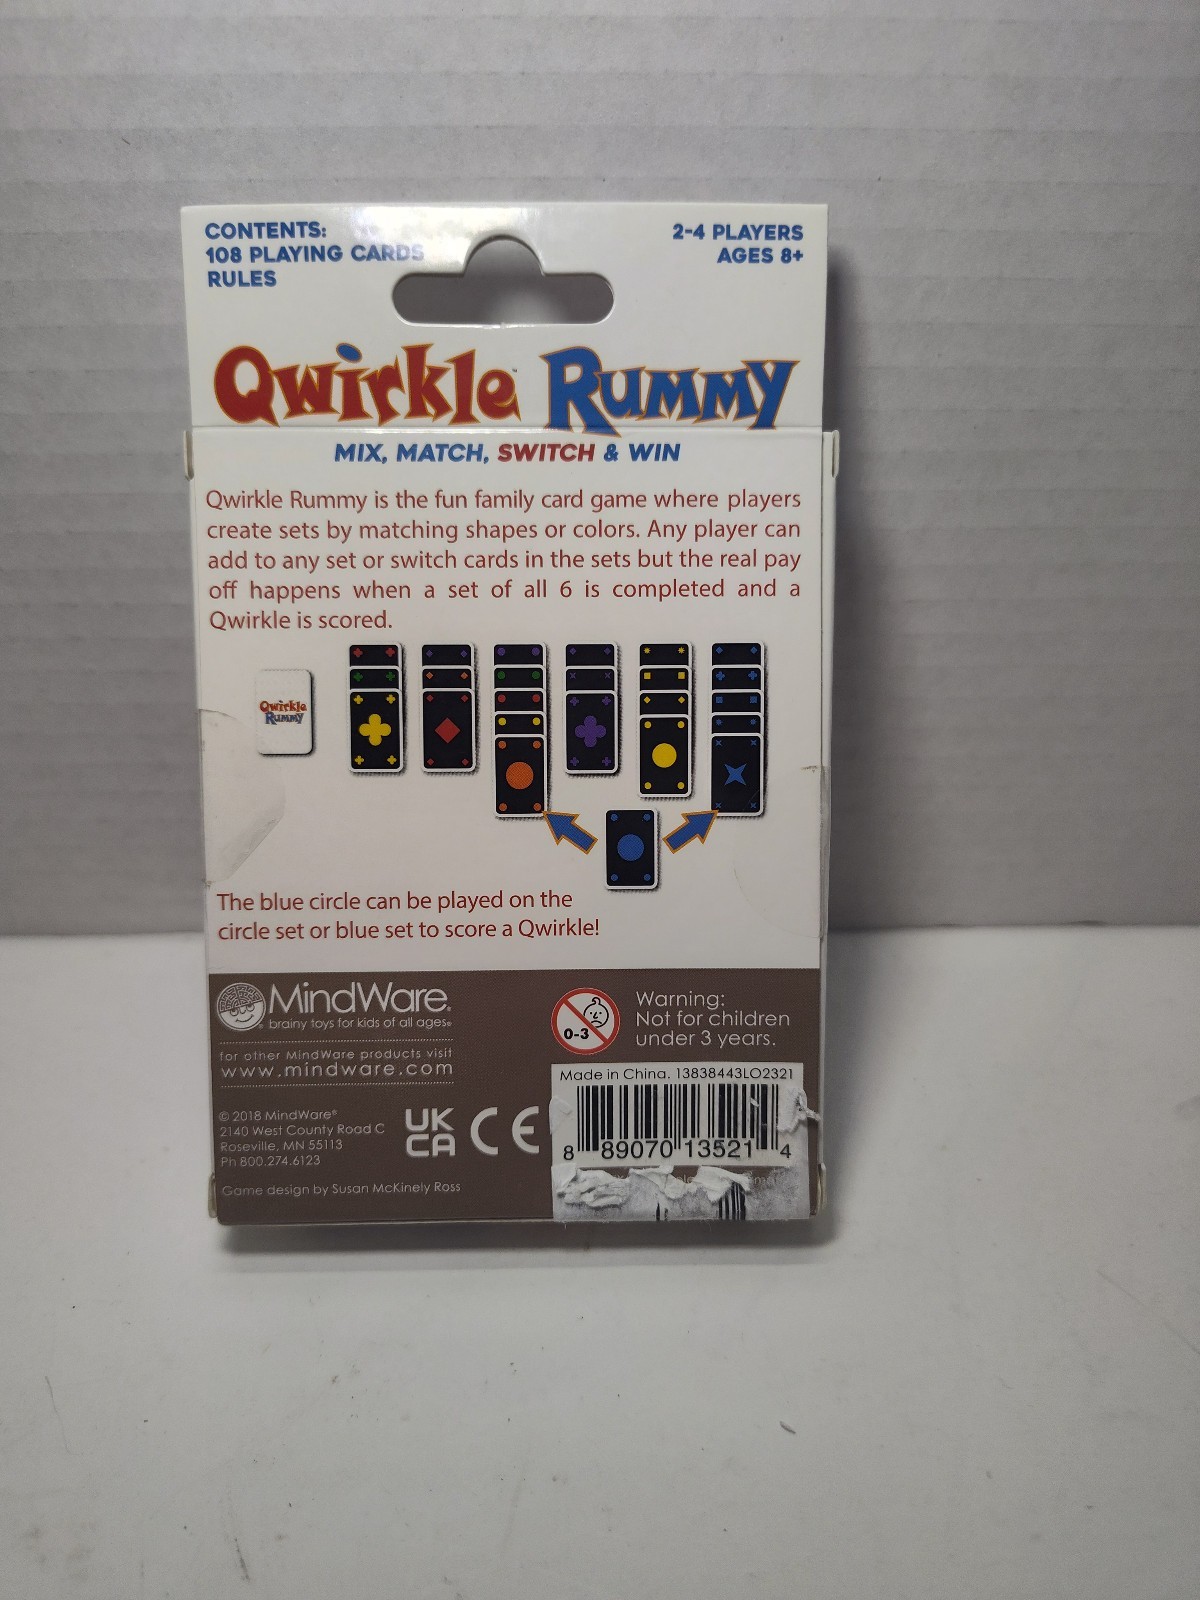 CONTENTS:
108 PLAYING CARDS
RULES
2-4 PLAYERS
AGES 8+
Qwirkle™ Rummy
MIX, MATCH, SWITCH & WIN
Qwirkle Rummy is the fun family card game where players
create sets by matching shapes or colors. Any player can
add to any set or switch cards in the sets but the real pay
off happens when a set of all 6 is completed and a
Qwirkle is scored.
Qwirkle
Rummy
The blue circle can be played on the
circle set or blue set to score a Qwirkle!
MindWare®
brainy toys for kids of all ages®
for other MindWare products visit
www.mindware.com
© 2018 MindWare®
2140 West County Road C
Roseville, MN 55113
Ph 800.274.6123
Game design by Susan McKinely Ross
UK
CA CE
0-3
Warning:
Not for children
under 3 years.
Made in China. 13838443LO2321
8 89070 13521 4